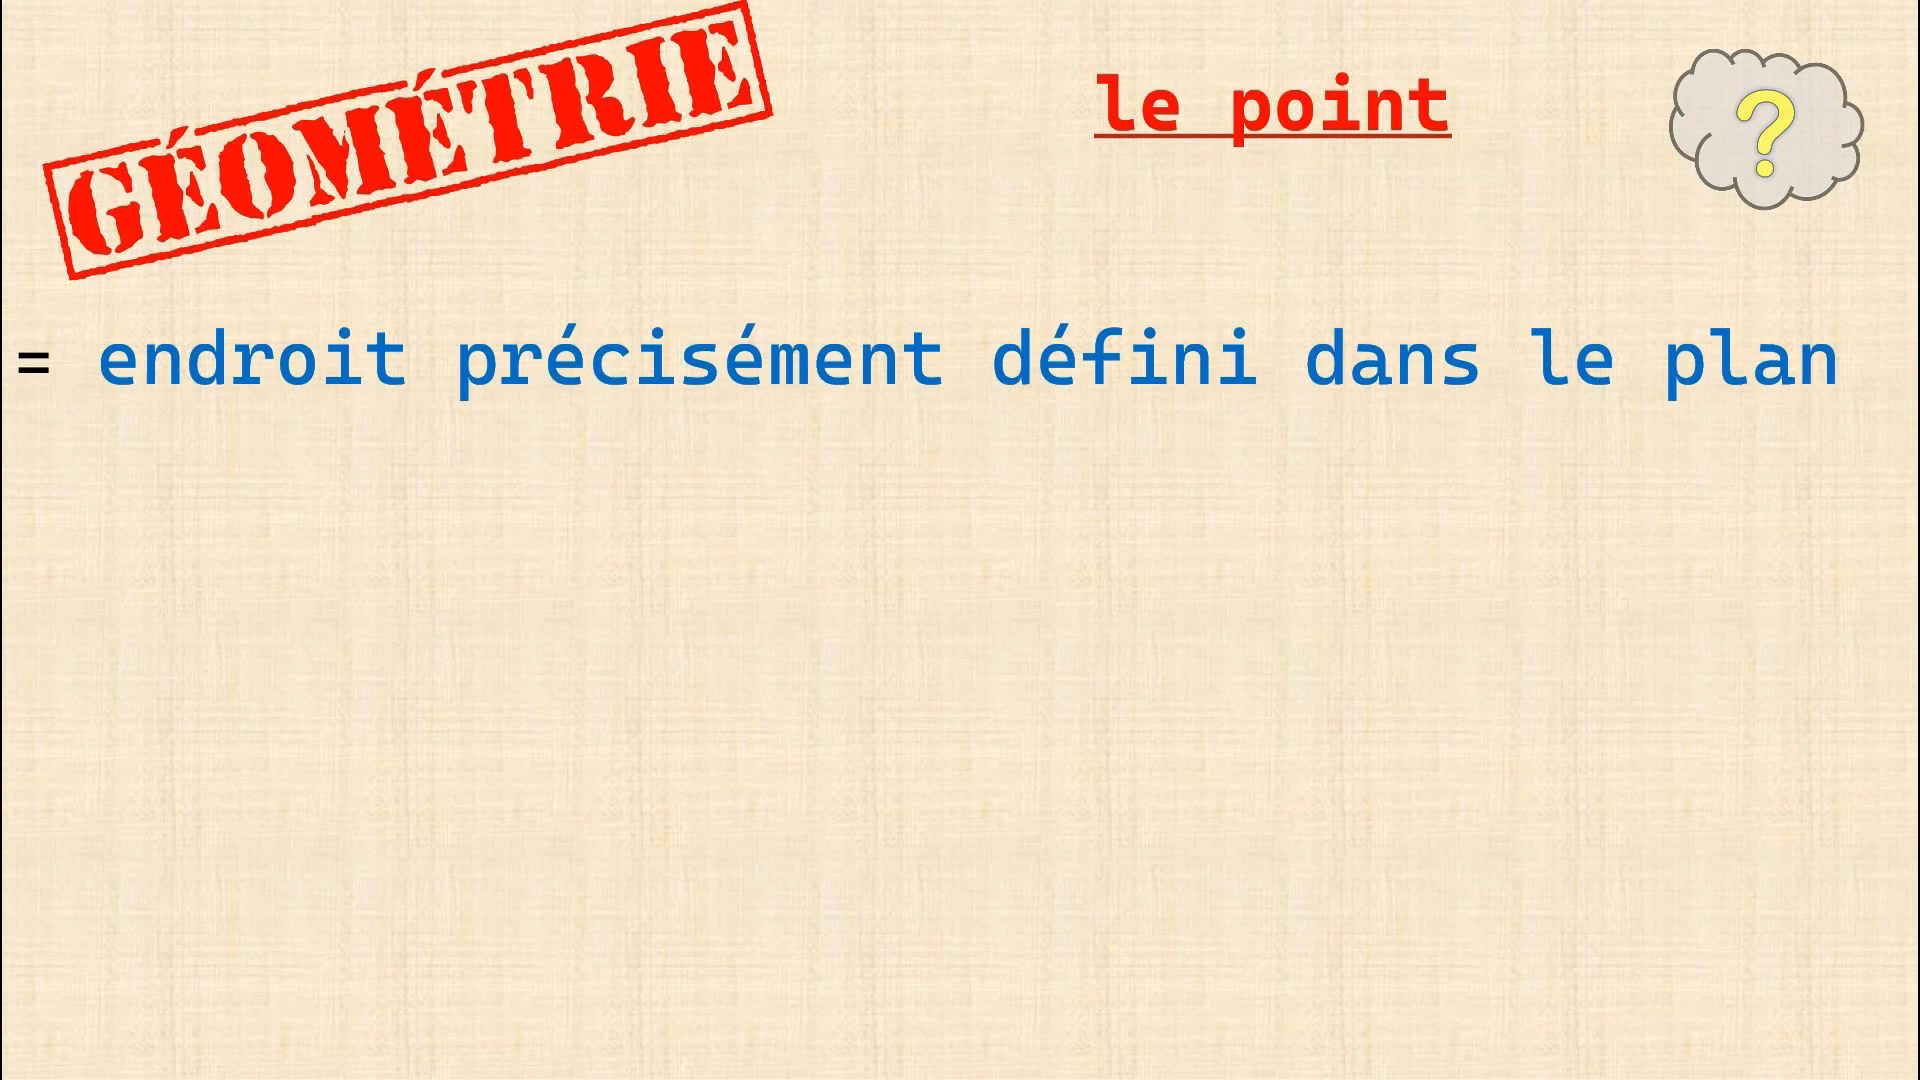 GÉOMÉTRIE
le point
?
= endroit précisément défini dans le plan